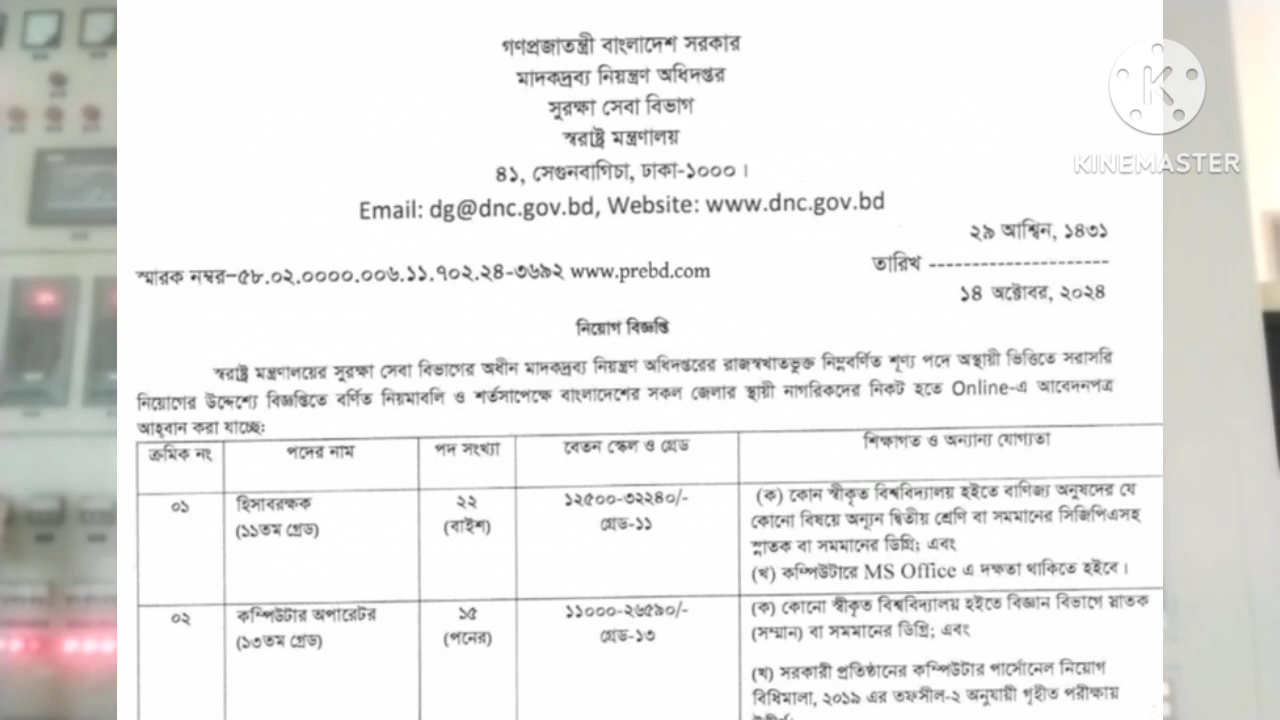 গণপ্রজাতন্ত্রী বাংলাদেশ সরকার
মাদকদ্রব্য নিয়ন্ত্রণ অধিদপ্তর
সুরক্ষা সেবা বিভাগ
স্বরাষ্ট্র মন্ত্রণালয়
৪১, সেগুনবাগিচা, ঢাকা-১০০০।
Email: dg@dnc.gov.bd, Website: www.dnc.gov.bd
২৯ আশ্বিন, ১৪৩১
স্মারক নম্বর–৫৮.০২.০০০০.০০৬.১১.৭০২.২৪-৩৬৯২ www.prebd.com
তারিখ ---------------------
১৪ অক্টোবর, ২০২৪
নিয়োগ বিজ্ঞপ্তি
স্বরাষ্ট্র মন্ত্রণালয়ের সুরক্ষা সেবা বিভাগের অধীন মাদকদ্রব্য নিয়ন্ত্রণ অধিদপ্তরের রাজস্বখাতভুক্ত নিম্নবর্ণিত শূণ্য পদে অস্থায়ী ভিত্তিতে সরাসরি
নিয়োগের উদ্দেশ্যে বিজ্ঞপ্তিতে বর্ণিত নিয়মাবলি ও শর্তসাপেক্ষে বাংলাদেশের সকল জেলার স্থায়ী নাগরিকদের নিকট হতে Online-এ আবেদনপত্র
আহ্বান করা যাচ্ছে:
ক্রমিক নং পদের নাম পদ সংখ্যা বেতন স্কেল ও গ্রেড শিক্ষাগত ও অন্যান্য যোগ্যতা
০১ হিসাবরক্ষক ২২ ১২৫০০-৩২২৪০/- (ক) কোন স্বীকৃত বিশ্ববিদ্যালয় হইতে বাণিজ্য অনুষদের যে
(১১তম গ্রেড) (বাইশ) গ্রেড-১১ কোনো বিষয়ে অন্যূন দ্বিতীয় শ্রেণি বা সমমানের সিজিপিএসহ
স্নাতক বা সমমানের ডিগ্রি; এবং
(খ) কম্পিউটারে MS Office এ দক্ষতা থাকিতে হইবে।
০২ কম্পিউটার অপারেটর ১৫ ১১০০০-২৬৫৯০/- (ক) কোনো স্বীকৃত বিশ্ববিদ্যালয় হইতে বিজ্ঞান বিভাগে স্নাতক
(১৩তম গ্রেড) (পনের) গ্রেড-১৩ (সম্মান) বা সমমানের ডিগ্রি; এবং
(খ) সরকারী প্রতিষ্ঠানের কম্পিউটার পার্সোনেল নিয়োগ
বিধিমালা, ২০১৯ এর তফসীল-২ অনুযায়ী গৃহীত পরীক্ষায়
K
KINEMASTER